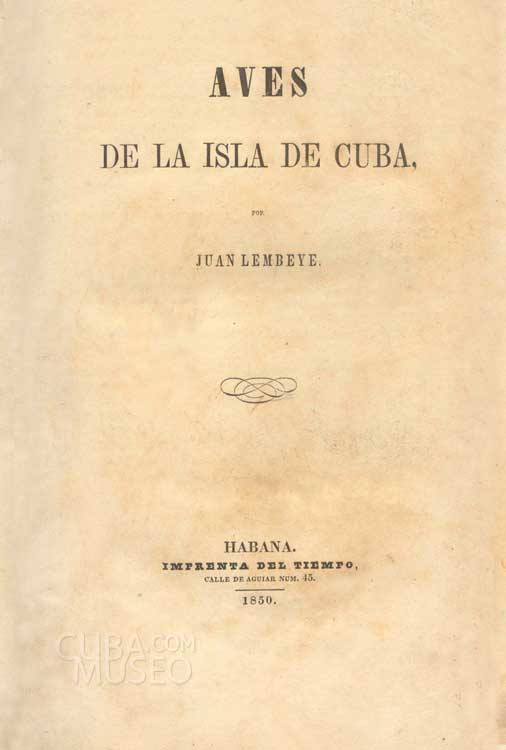 AVES
DE LA ISLA DE CUBA,
POR
JUAN LEMBEYE.
HABANA.
IMPRENTA DEL TIEMPO,
CALLE DE AGUIAR NUM. 45.
1850.
CUBA.COM
MUSEO